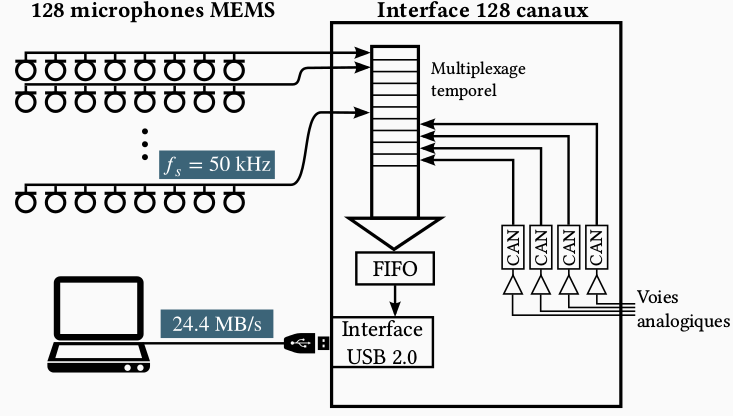 128 microphones MEMS
Interface 128 canaux
Multiplexage
temporel
fₛ = 50 kHz
CAN
CAN
CAN
CAN
FIFO
Voies
analogiques
24.4 MB/s
Interface
USB 2.0